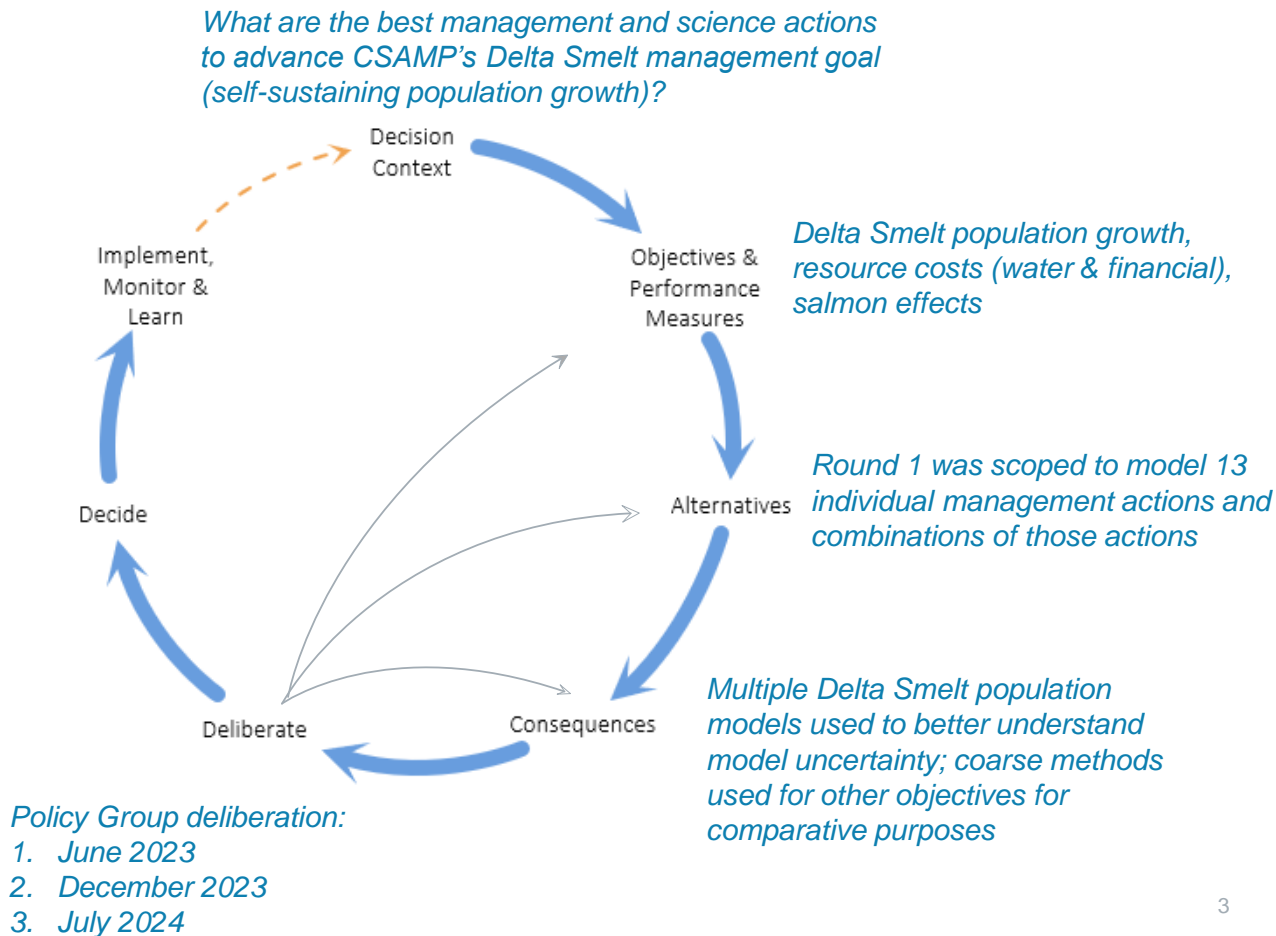 What are the best management and science actions
to advance CSAMP's Delta Smelt management goal
(self-sustaining population growth)?
Decision
Context
Objectives &
Performance
Measures
Delta Smelt population growth,
resource costs (water & financial),
salmon effects
Alternatives
Round 1 was scoped to model 13
individual management actions and
combinations of those actions
Consequences
Multiple Delta Smelt population
models used to better understand
model uncertainty; coarse methods
used for other objectives for
comparative purposes
Deliberate
Policy Group deliberation:
1. June 2023
2. December 2023
3. July 2024
Decide
Implement,
Monitor &
Learn
3